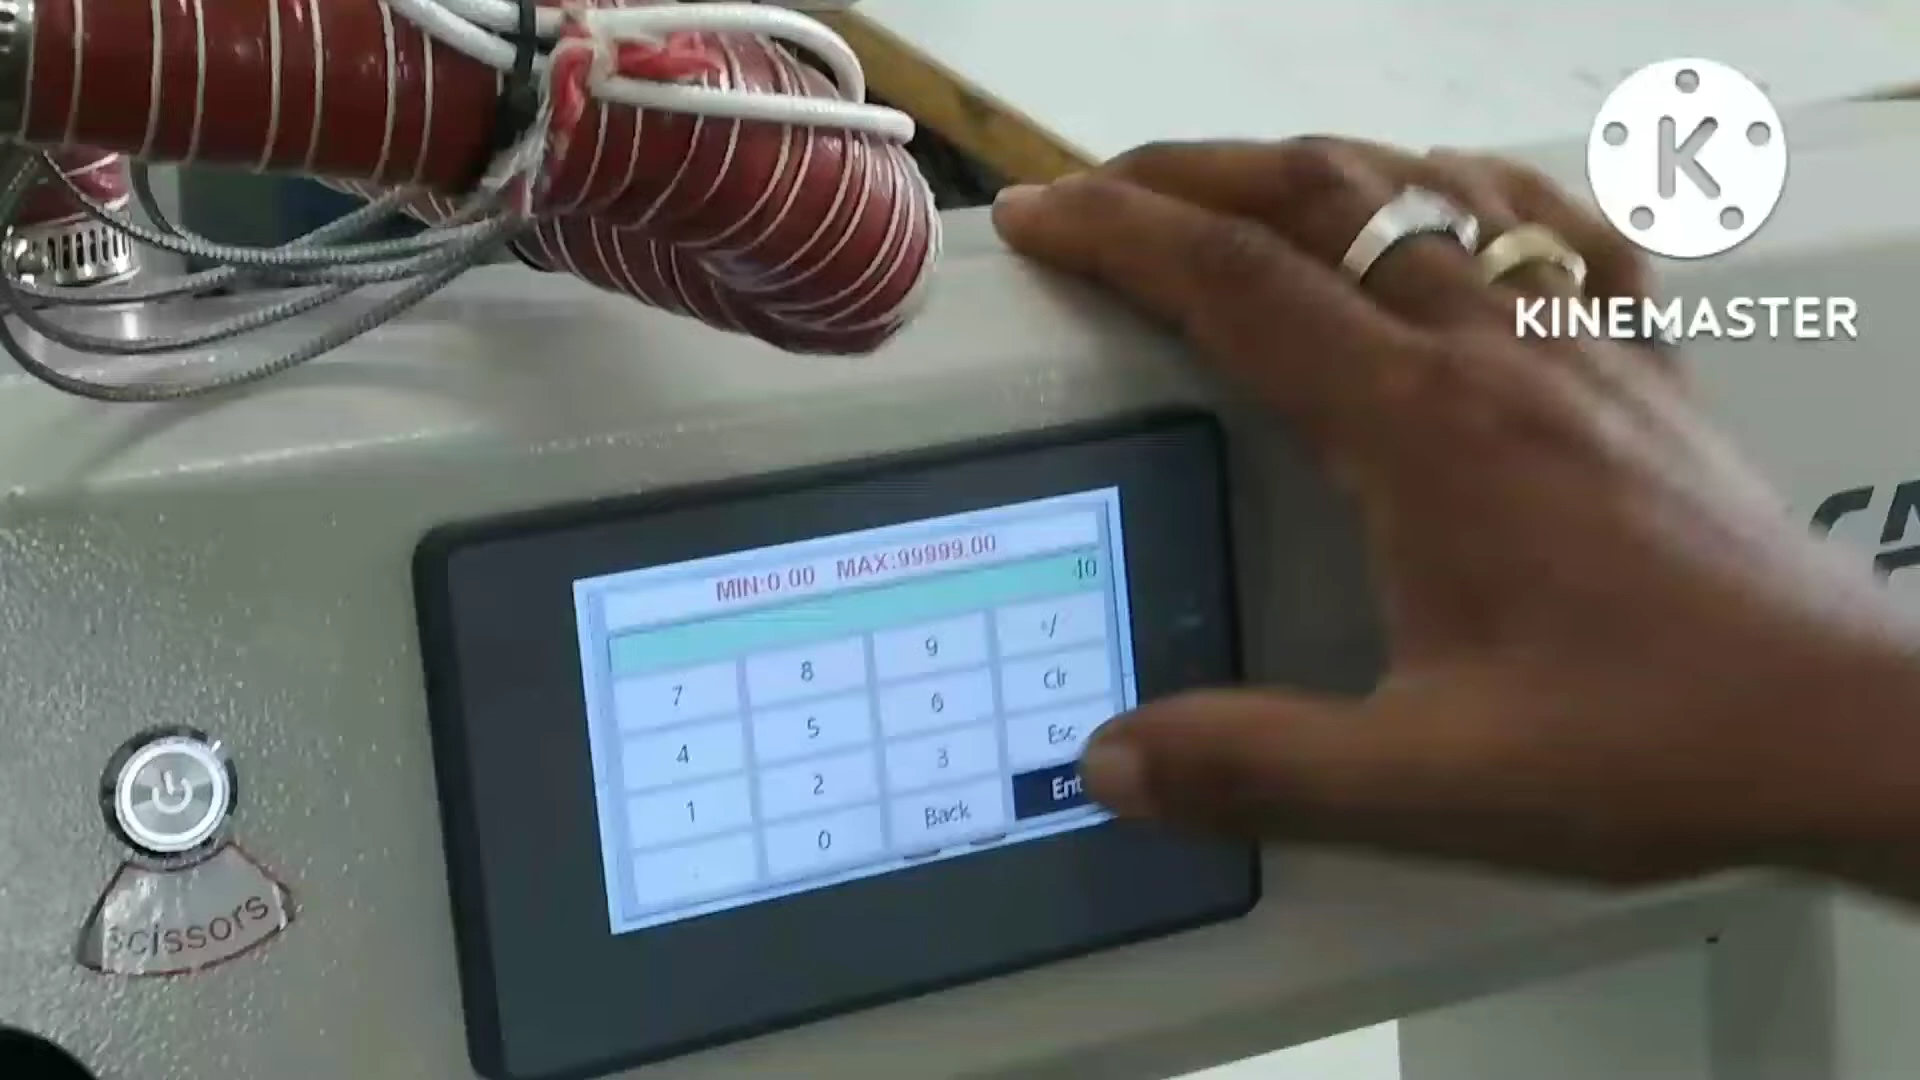 K
KINEMASTER
MIN:0.00 MAX:99999.00
40
7 8 9 +/-
4 5 6 Clr
1 2 3 Esc
. 0 Back Ent
Scissors